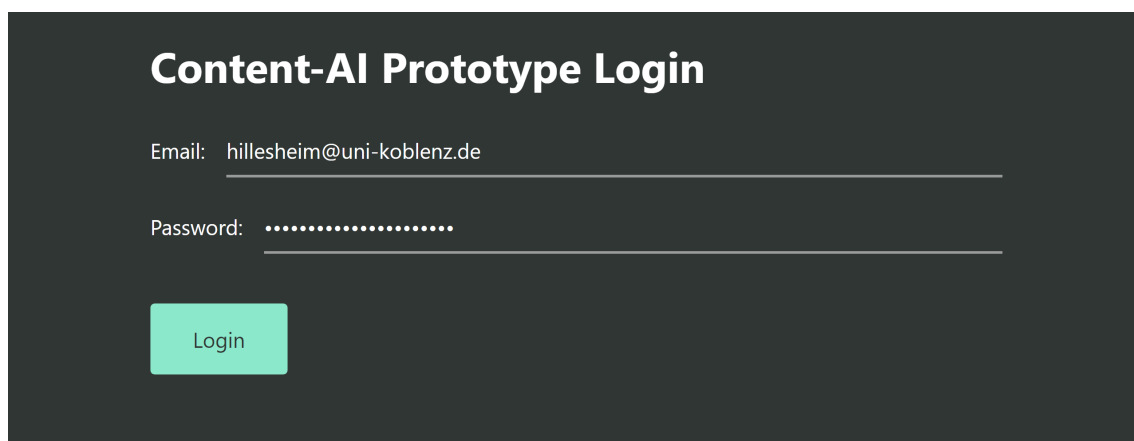 Content-AI Prototype Login
Email: hillesheim@uni-koblenz.de
Password: ••••••••••••••••••••••
Login